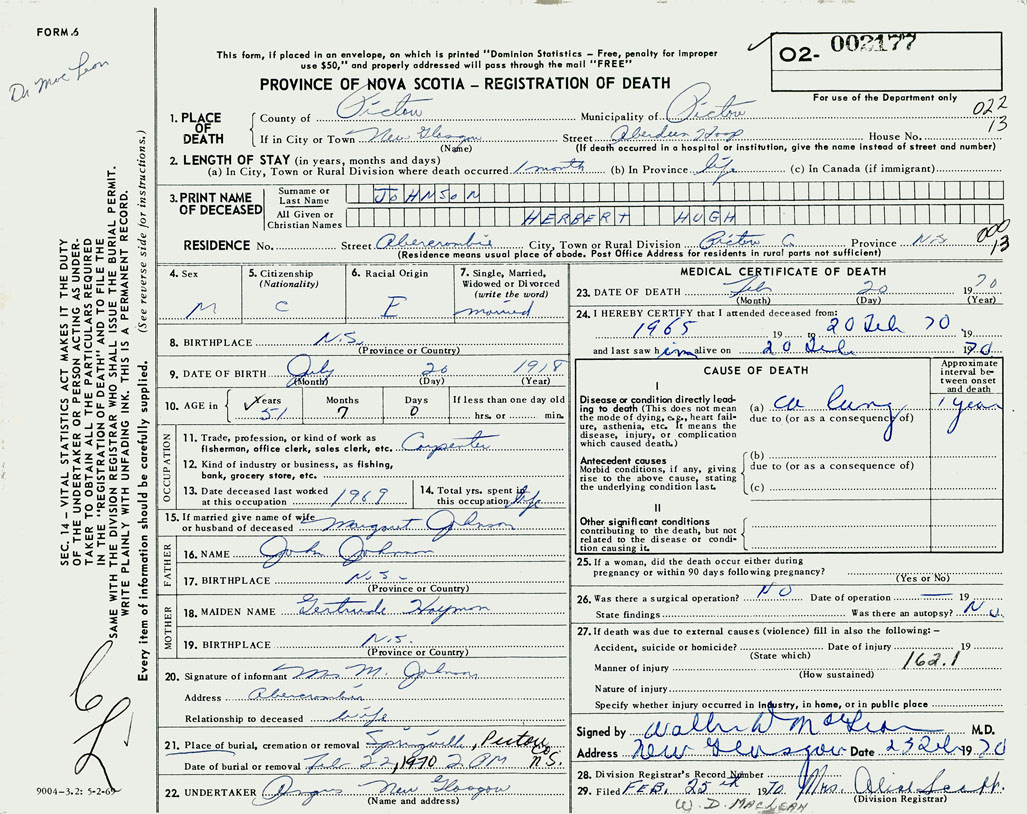 FORM 6
Dr MacLeon
This form, if placed in an envelope, on which is printed "Dominion Statistics – Free, penalty for improper
use $50," and properly addressed will pass through the mail "FREE"
O2- 002177
For use of the Department only
PROVINCE OF NOVA SCOTIA – REGISTRATION OF DEATH
022
13
SEC. 14 – VITAL STATISTICS ACT MAKES IT THE DUTY
OF THE UNDERTAKER OR PERSON ACTING AS UNDER-
TAKER TO OBTAIN ALL THE PARTICULARS REQUIRED
IN THE "REGISTRATION OF DEATH" AND TO FILE THE
SAME WITH THE DIVISION REGISTRAR WHO SHALL ISSUE THE BURIAL PERMIT.
WRITE PLAINLY WITH UNFADING INK. THIS IS A PERMANENT RECORD.
Every item of information should be carefully supplied. (See reverse side for instructions.)
9004–3.2: 5-2-69
1. PLACE OF DEATH
County of Pictou Municipality of Pictou
If in City or Town New Glasgow Street Aberdeen Hosp House No.
(Name) (If death occurred in a hospital or institution, give the name instead of street and number)
2. LENGTH OF STAY (in years, months and days)
(a) In City, Town or Rural Division where death occurred 1 month (b) In Province life (c) In Canada (if immigrant)
3. PRINT NAME OF DECEASED
Surname or Last Name JOHNSON
All Given or Christian Names HERBERT HUGH
RESIDENCE No. Street Abercrombie City, Town or Rural Division Pictou C. Province N.S. 000
13
(Residence means usual place of abode. Post Office Address for residents in rural parts not sufficient)
4. Sex M
5. Citizenship (Nationality) C
6. Racial Origin E
7. Single, Married, Widowed or Divorced (write the word) married
8. BIRTHPLACE N.S.
(Province or Country)
9. DATE OF BIRTH July 20 1918
(Month) (Day) (Year)
10. AGE in Years 51 Months 7 Days 0 If less than one day old
hrs. or min.
OCCUPATION
11. Trade, profession, or kind of work as
fisherman, office clerk, sales clerk, etc. Carpenter
12. Kind of industry or business, as fishing,
bank, grocery store, etc.
13. Date deceased last worked
at this occupation 1969
14. Total yrs. spent in
this occupation life
15. If married give name of wife
or husband of deceased Margaret Johnson
FATHER
16. NAME John Johnson
17. BIRTHPLACE N.S.
(Province or Country)
MOTHER
18. MAIDEN NAME Gertrude Haymon
19. BIRTHPLACE N.S.
(Province or Country)
20. Signature of informant Mrs M. Johnson
Address Abercrombie
Relationship to deceased wife
21. Place of burial, cremation or removal Springville, Pictou Co. N.S.
Date of burial or removal Feb 22, 1970 2 PM
22. UNDERTAKER Angus New Glasgow
(Name and address)
MEDICAL CERTIFICATE OF DEATH
23. DATE OF DEATH Feb 20 1970
(Month) (Day) (Year)
24. I HEREBY CERTIFY that I attended deceased from:
1965 19 to 20 Feb 70 19
and last saw him alive on 20 Feb 1970
CAUSE OF DEATH
Approximate interval between onset and death
I
Disease or condition directly lead-
ing to death (This does not mean
the mode of dying, e.g., heart fail-
ure, asthenia, etc. It means the
disease, injury, or complication
which caused death.)
(a) ca lung 1 year
due to (or as a consequence of)
Antecedent causes
Morbid conditions, if any, giving
rise to the above cause, stating
the underlying condition last.
(b)
due to (or as a consequence of)
(c)
II
Other significant conditions
contributing to the death, but not
related to the disease or condi-
tion causing it.
25. If a woman, did the death occur either during
pregnancy or within 90 days following pregnancy?
(Yes or No)
26. Was there a surgical operation? NO Date of operation — 19
State findings Was there an autopsy? No
27. If death was due to external causes (violence) fill in also the following: –
Accident, suicide or homicide? Date of injury 19
(State which)
Manner of injury 162.1
(How sustained)
Nature of injury
Specify whether injury occurred in industry, in home, or in public place
Signed by Walter D MacLean M.D.
Address New Glasgow Date 23 Feb 1970
28. Division Registrar's Record Number
29. Filed FEB. 25th 1970. Mrs. Alice Scott.
(Division Registrar)
W. D. MACLEAN